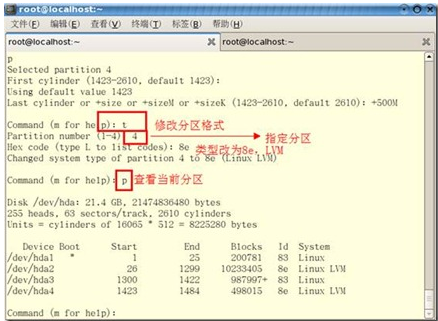 root@localhost:~
文件(F) 编辑(E) 查看(V) 终端(T) 标签(B) 帮助(H)
root@localhost:~ root@localhost:~
p
Selected partition 4
First cylinder (1423-2610, default 1423):
Using default value 1423
Last cylinder or +size or +sizeM or +sizeK (1423-2610, default 2610): +500M
Command (m for help): t 修改分区格式
Partition number (1-4): 4 指定分区
Hex code (type L to list codes): 8e 类型改为8e, LVM
Changed system type of partition 4 to 8e (Linux LVM)
Command (m for help): p 查看当前分区
Disk /dev/hda: 21.4 GB, 21474836480 bytes
255 heads, 63 sectors/track, 2610 cylinders
Units = cylinders of 16065 * 512 = 8225280 bytes
Device Boot Start End Blocks Id System
/dev/hda1 * 1 25 200781 83 Linux
/dev/hda2 26 1299 10233405 8e Linux LVM
/dev/hda3 1300 1422 987997+ 83 Linux
/dev/hda4 1423 1484 498015 8e Linux LVM
Command (m for help):